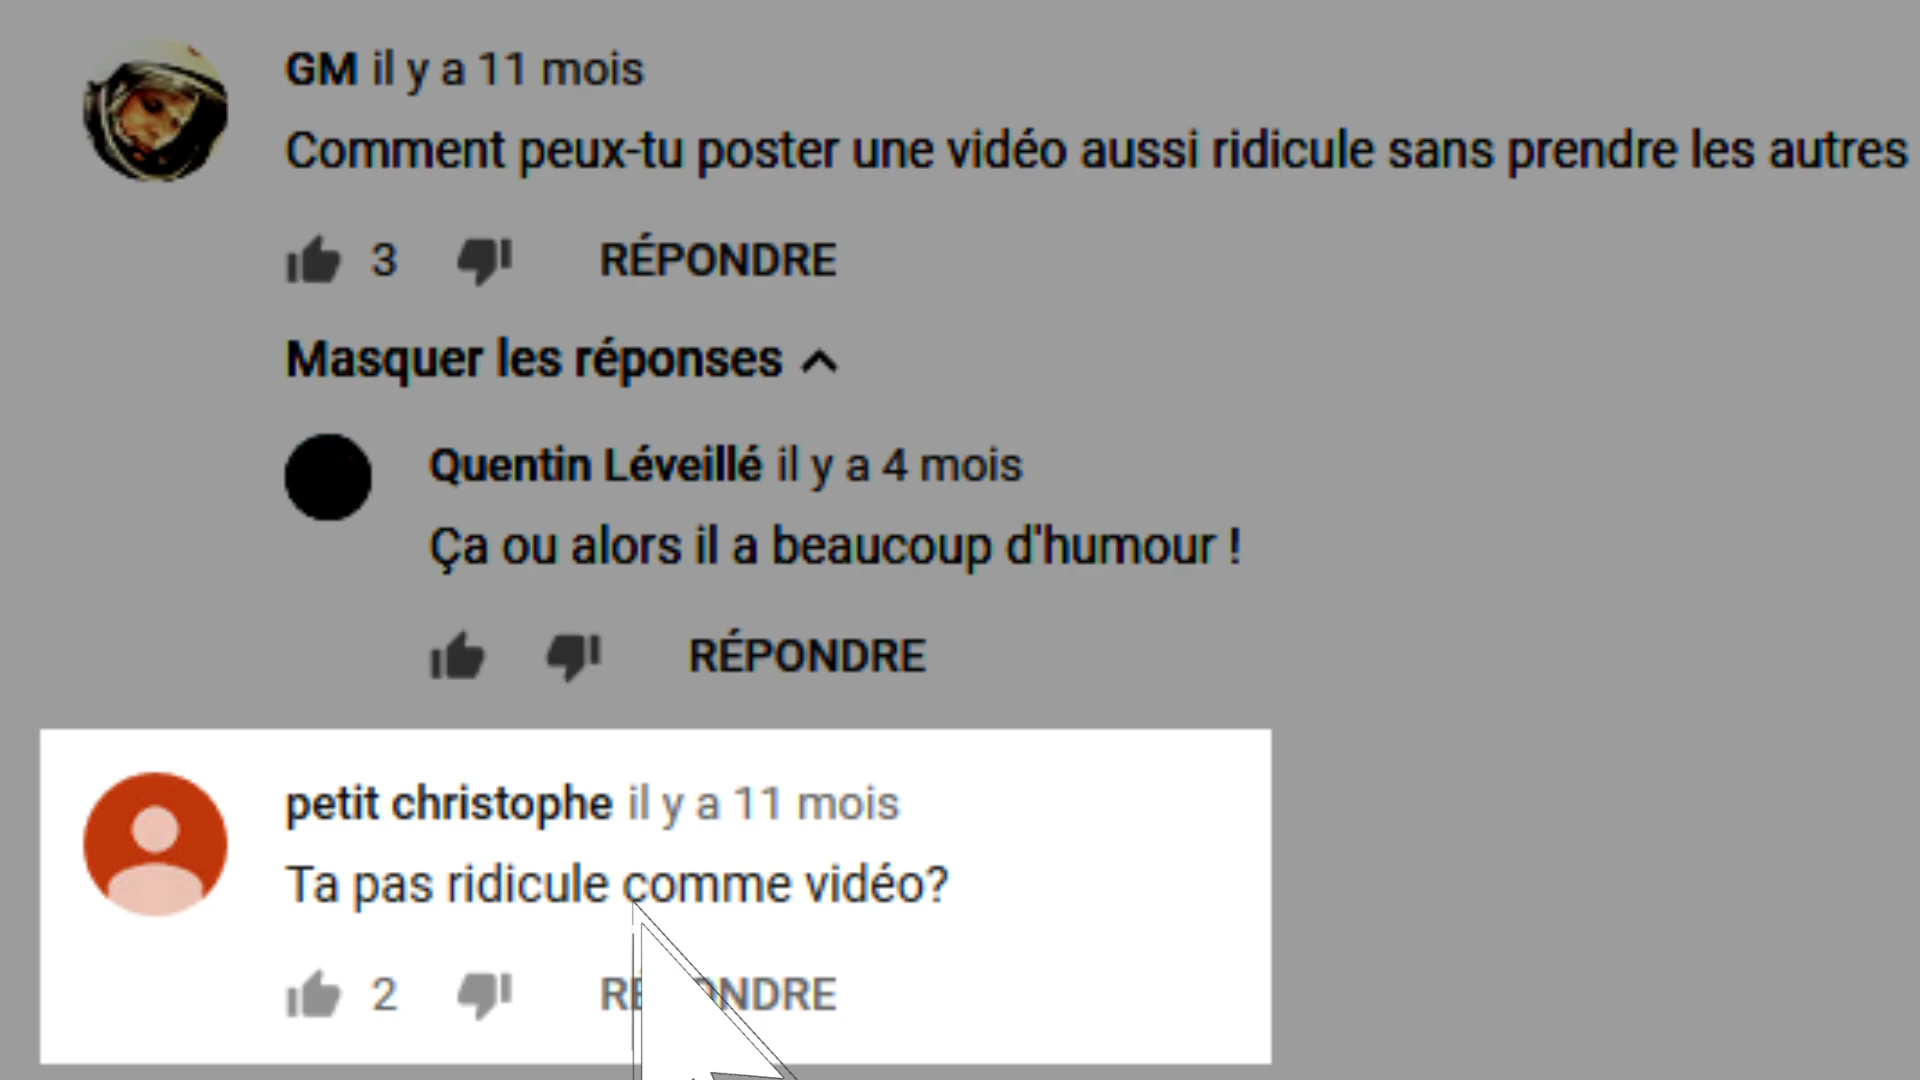 GM il y a 11 mois
Comment peux-tu poster une vidéo aussi ridicule sans prendre les autres
3 RÉPONDRE
Masquer les réponses
Quentin Léveillé il y a 4 mois
Ça ou alors il a beaucoup d'humour !
RÉPONDRE
petit christophe il y a 11 mois
Ta pas ridicule comme vidéo?
2 RÉPONDRE